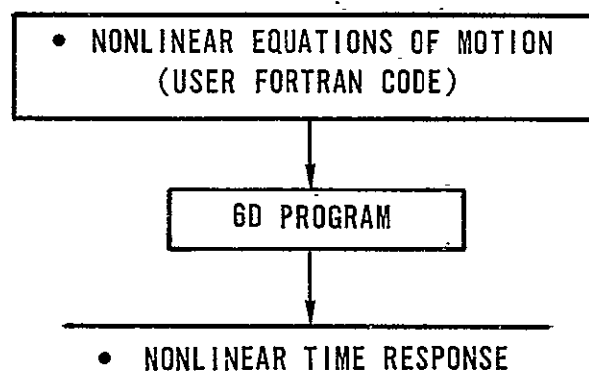 • NONLINEAR EQUATIONS OF MOTION
(USER FORTRAN CODE)
6D PROGRAM
• NONLINEAR TIME RESPONSE